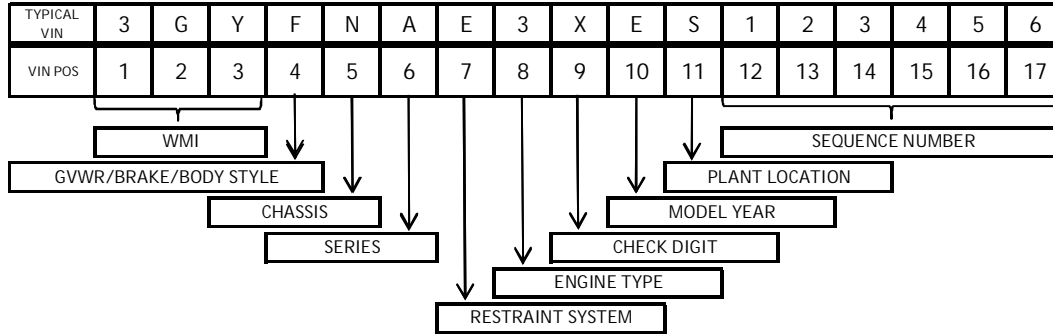 TYPICAL VIN 3 G Y F N A E 3 X E S 1 2 3 4 5 6
VIN POS 1 2 3 4 5 6 7 8 9 10 11 12 13 14 15 16 17
WMI SEQUENCE NUMBER
GVWR/BRAKE/BODY STYLE PLANT LOCATION
CHASSIS MODEL YEAR
SERIES CHECK DIGIT
ENGINE TYPE
RESTRAINT SYSTEM